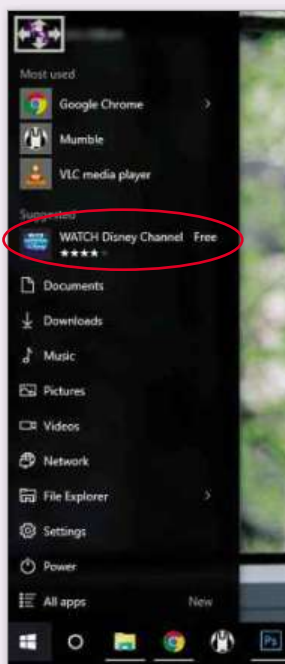 Most used
Google Chrome
Mumble
VLC media player
Suggested
WATCH Disney Channel Free
Documents
Downloads
Music
Pictures
Videos
Network
File Explorer
Settings
Power
All apps New
Ps